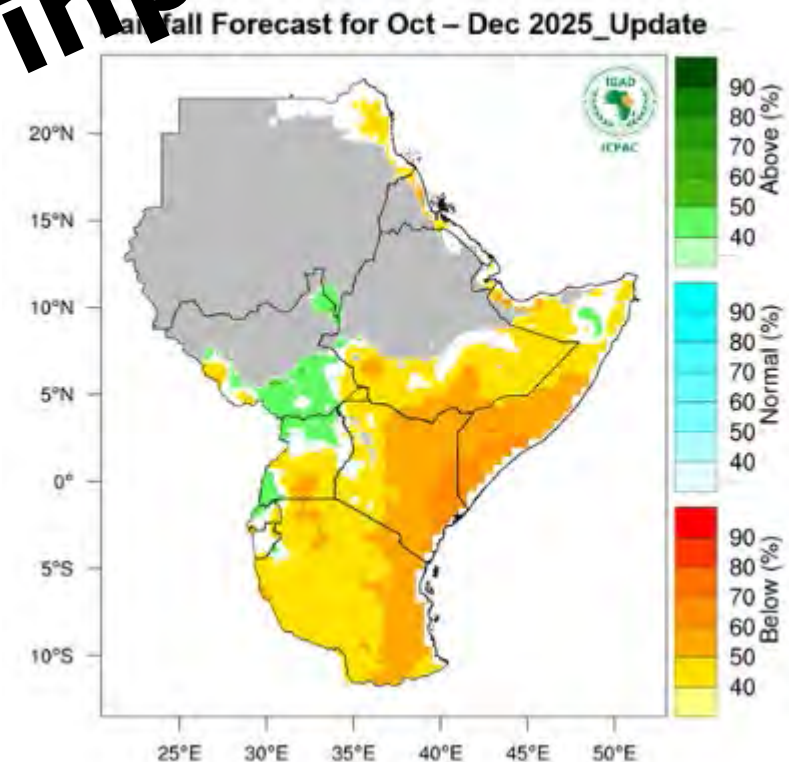 inp
Rainfall Forecast for Oct – Dec 2025_Update
IGAD
ICPAC
20°N
15°N
10°N
5°N
0°
5°S
10°S
25°E 30°E 35°E 40°E 45°E 50°E
90
80
70
60
50
40
Above (%)
90
80
70
60
50
40
Normal (%)
90
80
70
60
50
40
Below (%)